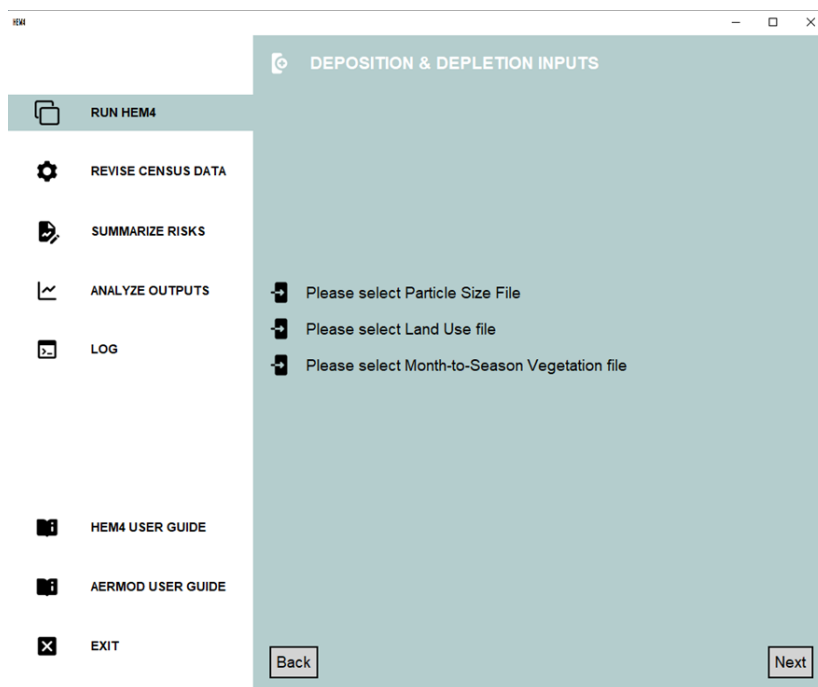 HEM4
DEPOSITION & DEPLETION INPUTS
RUN HEM4
REVISE CENSUS DATA
SUMMARIZE RISKS
ANALYZE OUTPUTS
LOG
HEM4 USER GUIDE
AERMOD USER GUIDE
EXIT
Please select Particle Size File
Please select Land Use file
Please select Month-to-Season Vegetation file
Back
Next